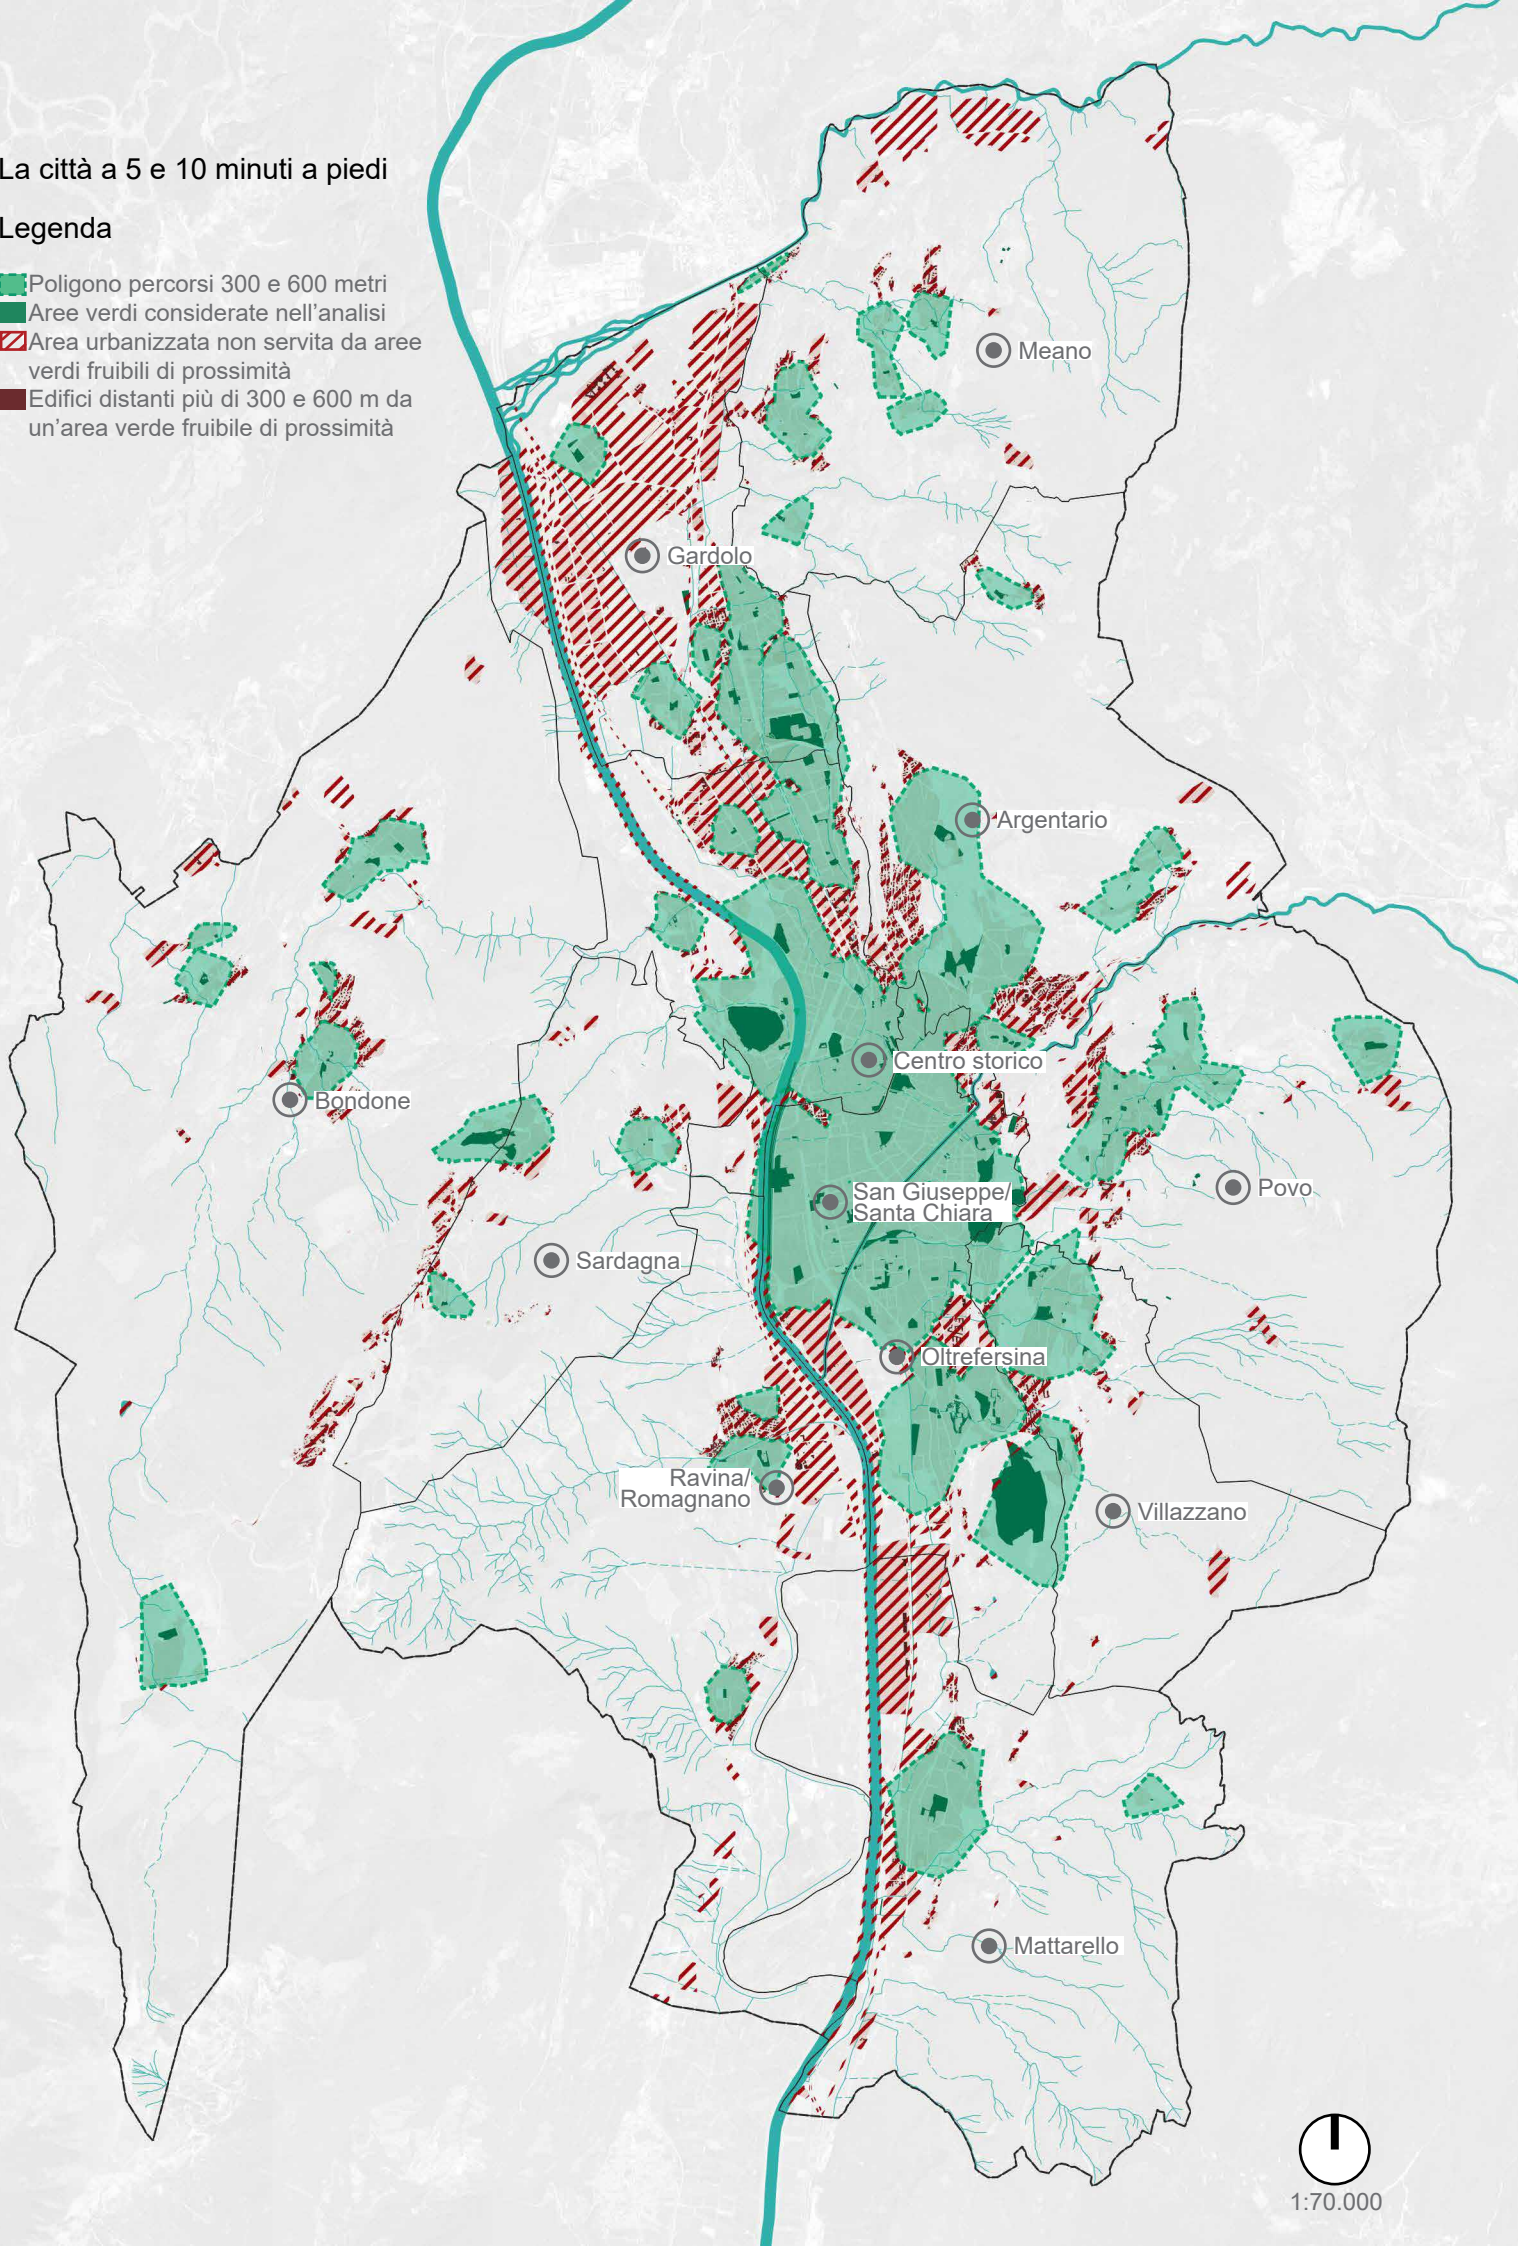 La città a 5 e 10 minuti a piedi
Legenda
Poligono percorsi 300 e 600 metri
Aree verdi considerate nell'analisi
Area urbanizzata non servita da aree
verdi fruibili di prossimità
Edifici distanti più di 300 e 600 m da
un'area verde fruibile di prossimità
Meano
Gardolo
Argentario
Centro storico
Bondone
Povo
San Giuseppe/
Santa Chiara
Sardagna
Oltrefersina
Ravina/
Romagnano
Villazzano
Mattarello
1:70.000